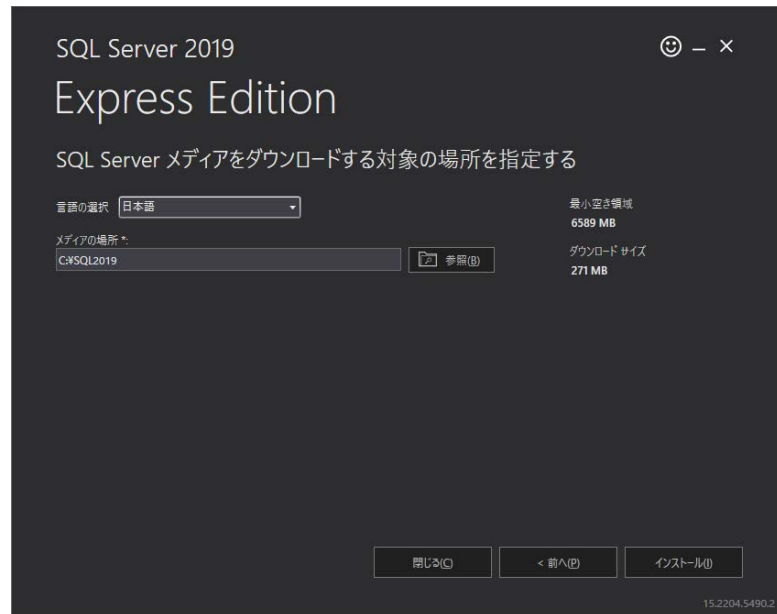 SQL Server 2019
Express Edition
SQL Server メディアをダウンロードする対象の場所を指定する
言語の選択 日本語
最小空き領域
6589 MB
メディアの場所 *:
C:¥SQL2019
参照(B)
ダウンロード サイズ
271 MB
閉じる(C)
< 前へ(P)
インストール(I)
15.2204.5490.2